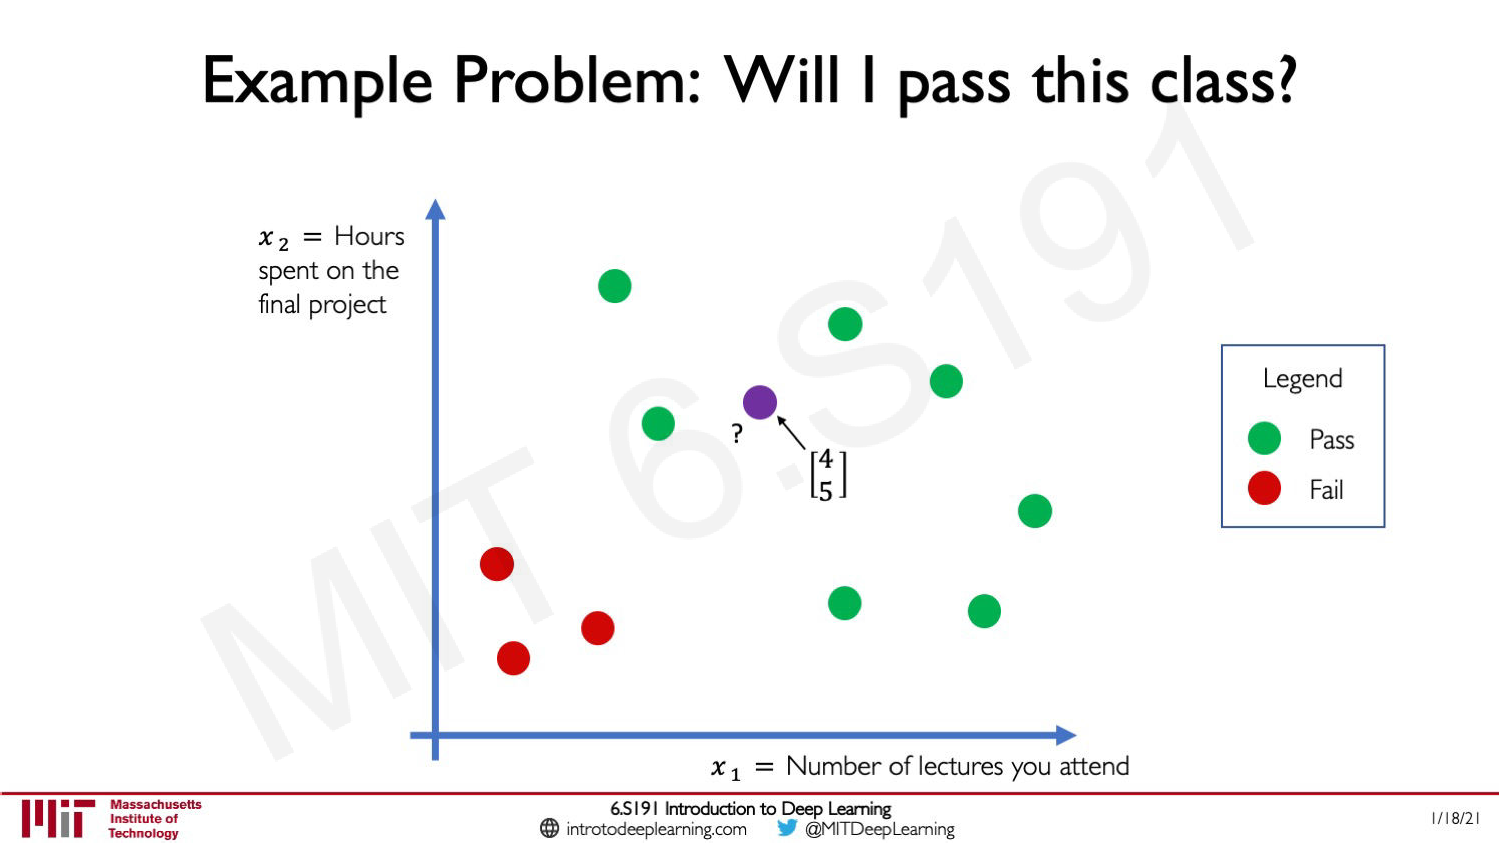 Example Problem: Will I pass this class?
x₂ = Hours
spent on the
final project
?
[4
5]
Legend
Pass
Fail
x₁ = Number of lectures you attend
MIT 6.S191
Massachusetts
Institute of
Technology
6.S191 Introduction to Deep Learning
introtodeeplearning.com @MITDeepLearning
1/18/21